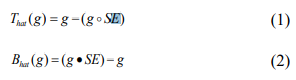 T_hat(g) = g − (g ∘ SE) (1)
B_hat(g) = (g • SE) − g (2)